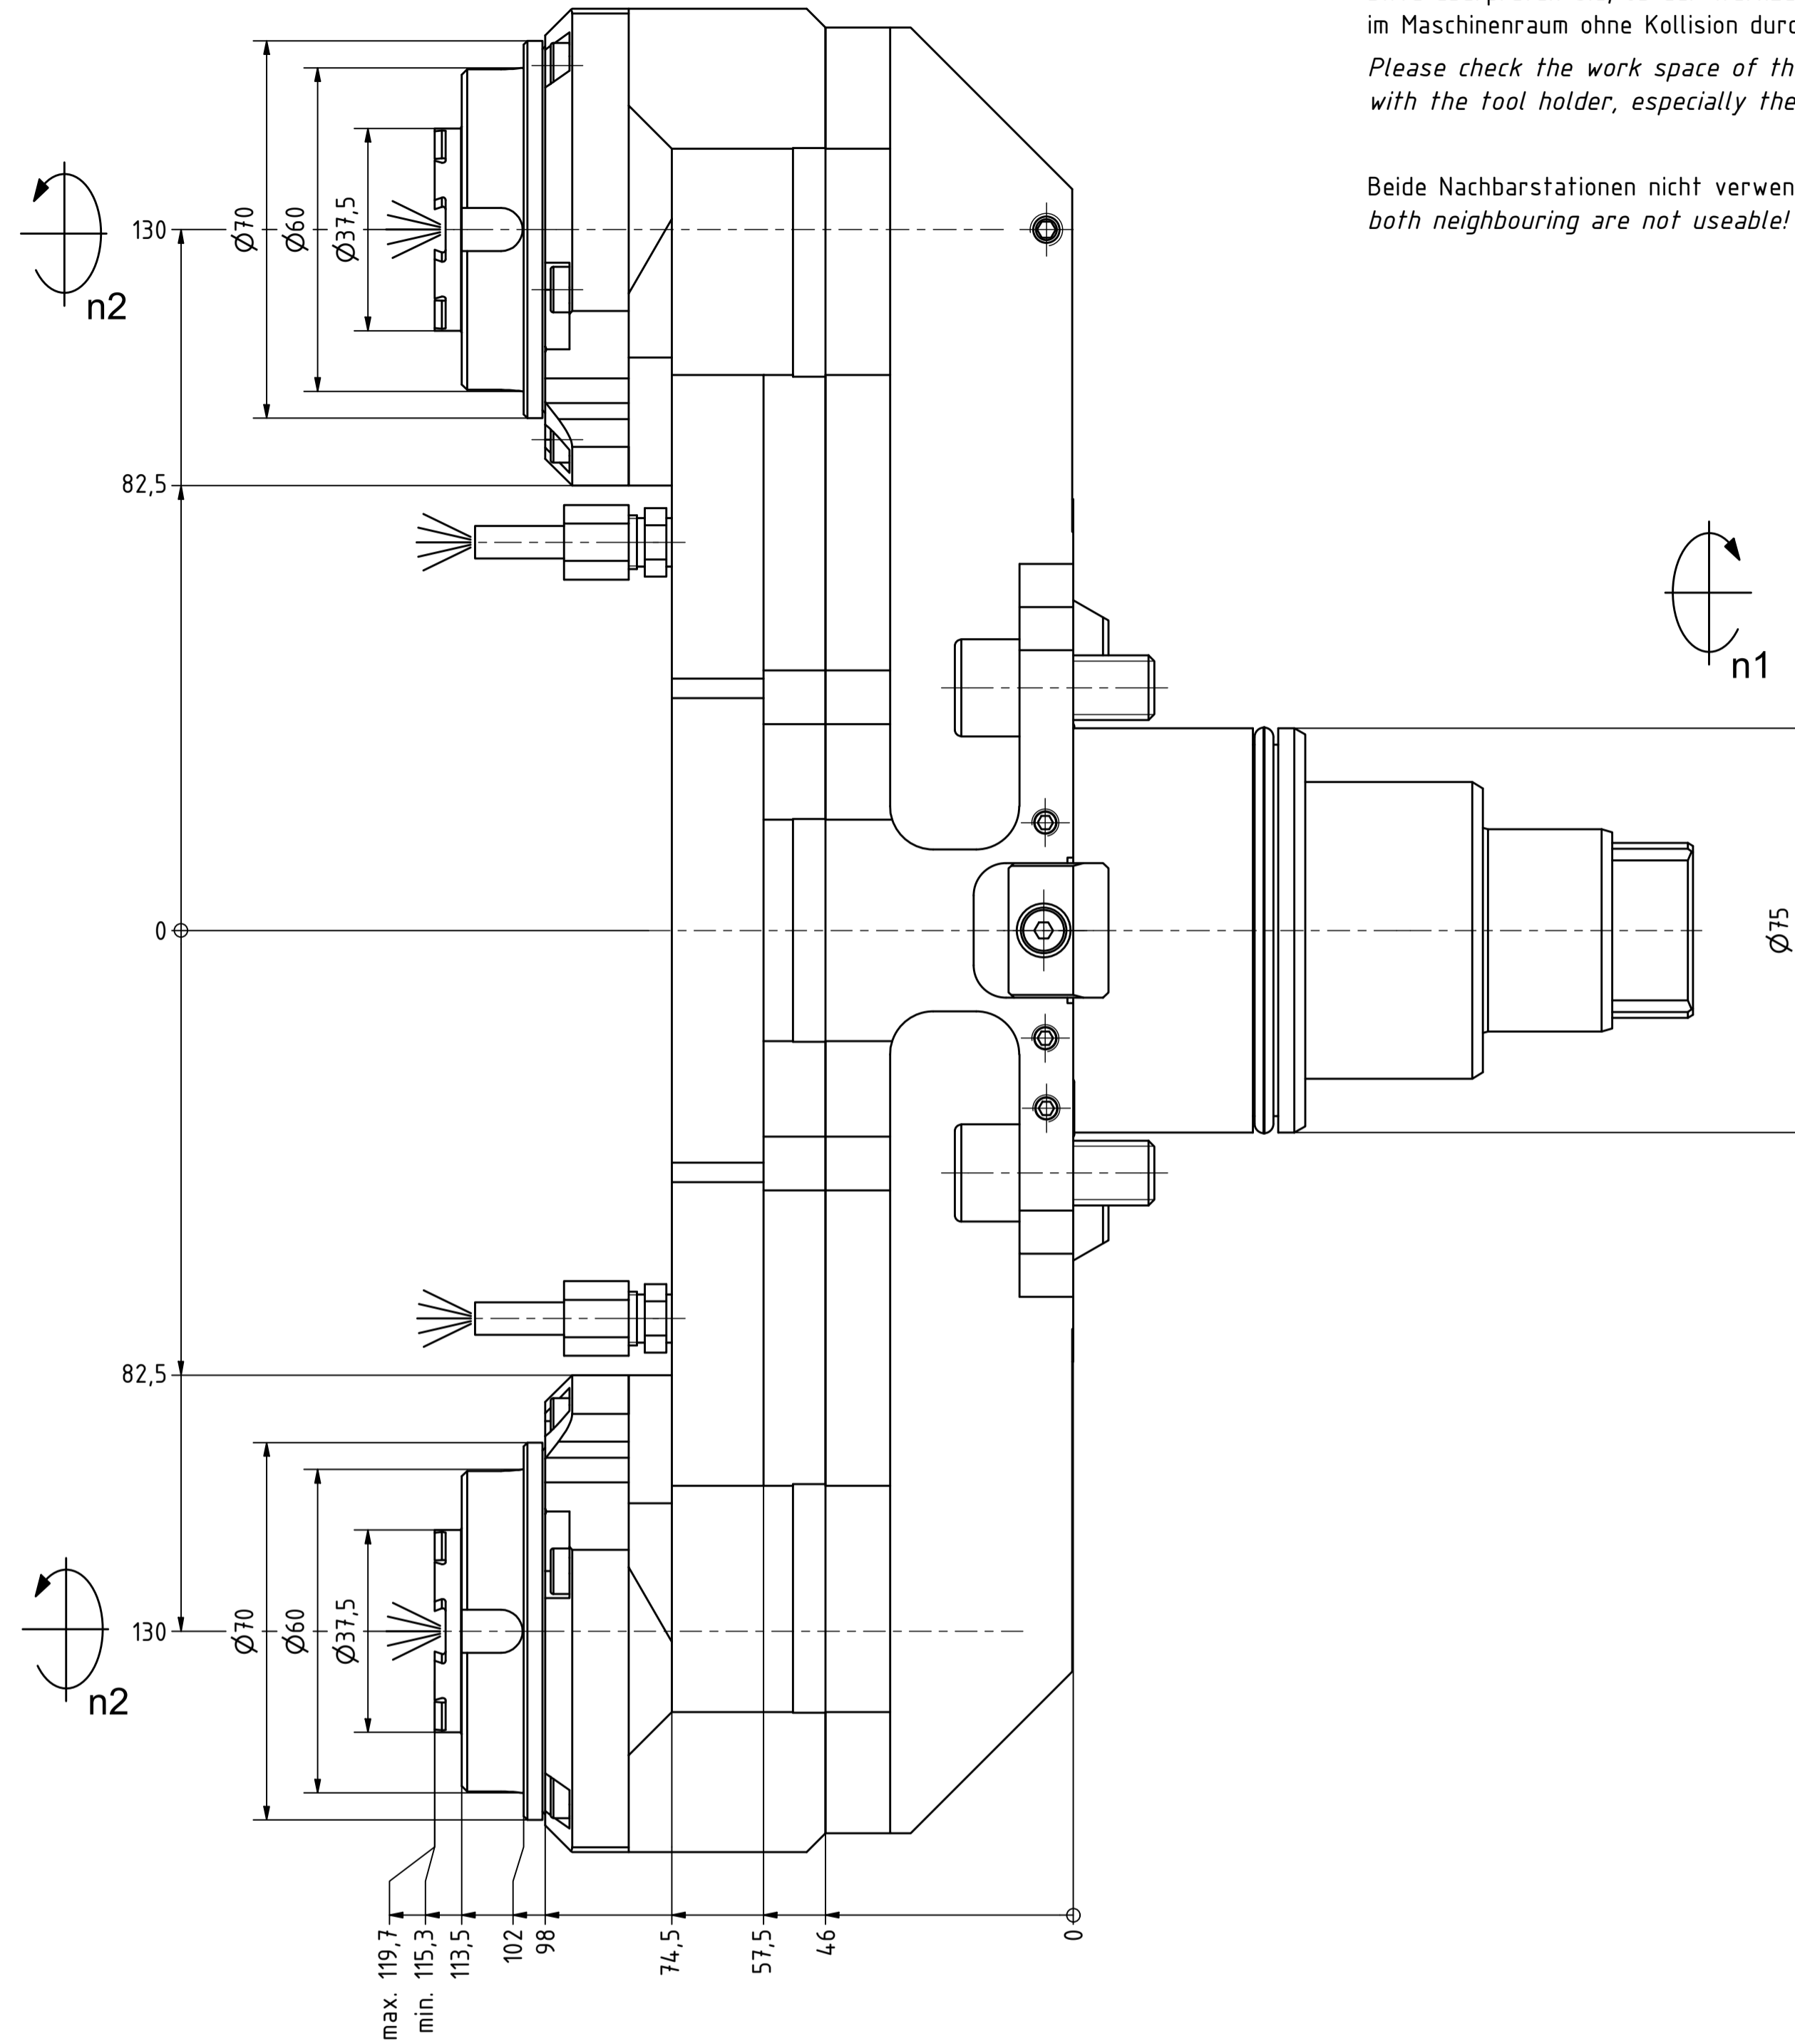 im Maschinenraum ohne Kollision durc
Please check the work space of th
with the tool holder, especially the
Beide Nachbarstationen nicht verwen
both neighbouring are not useable!
130
Ø70
Ø60
Ø37,5
n2
82,5
n1
0
Ø75
82,5
130
Ø70
Ø60
Ø37,5
n2
max. 119,7
min. 115,3
113,5
102
98
74,5
57,5
46
0